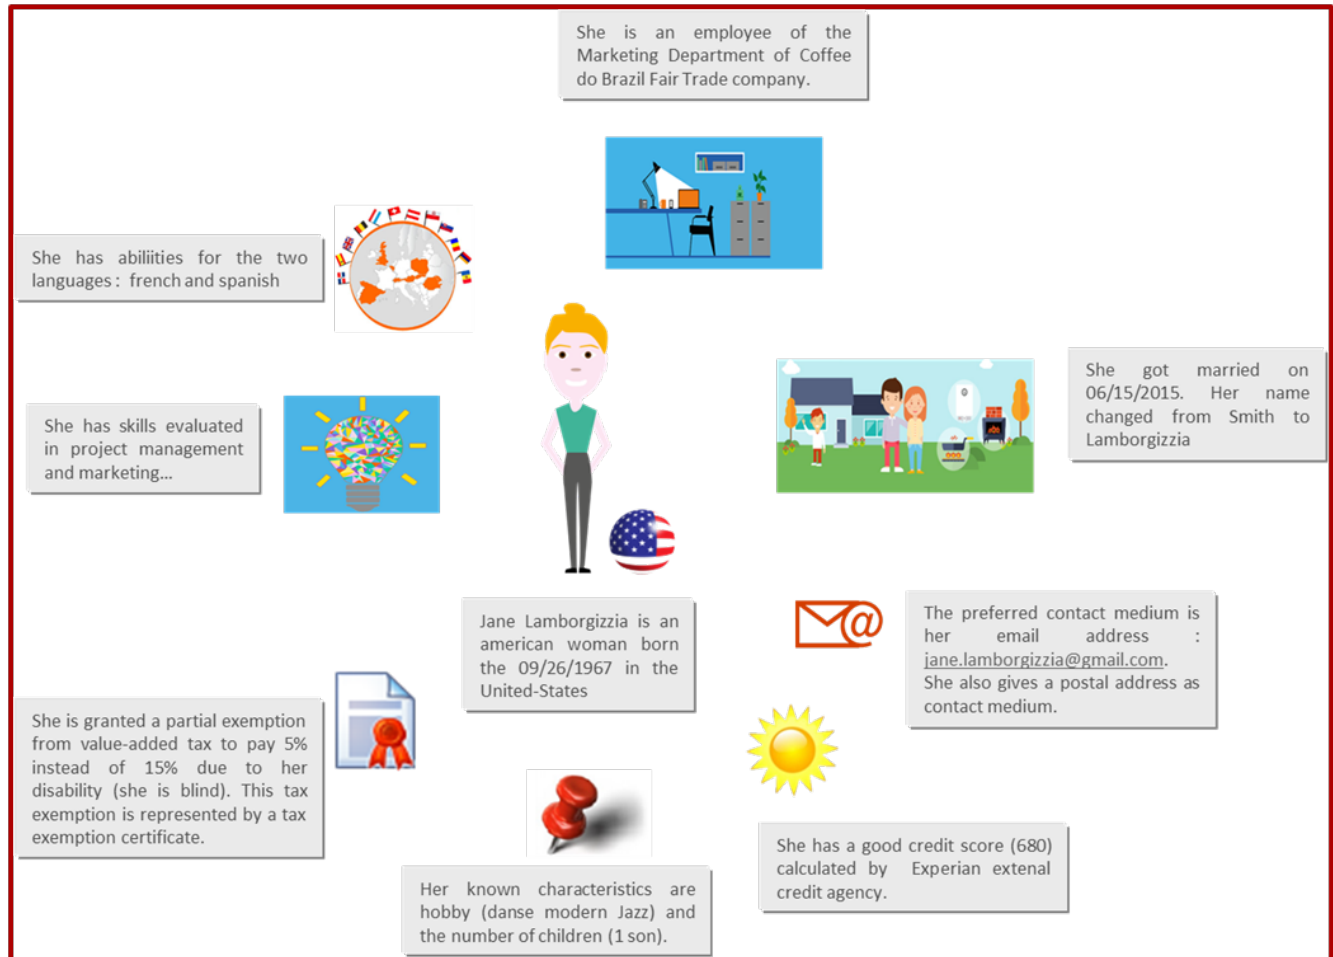 She is an employee of the
Marketing Department of Coffee
do Brazil Fair Trade company.
She has abiliities for the two
languages : french and spanish
She got married on
06/15/2015. Her name
changed from Smith to
Lamborgizzia
She has skills evaluated
in project management
and marketing...
Jane Lamborgizzia is an
american woman born
the 09/26/1967 in the
United-States
The preferred contact medium is
her email address :
jane.lamborgizzia@gmail.com.
She also gives a postal address as
contact medium.
She is granted a partial exemption
from value-added tax to pay 5%
instead of 15% due to her
disability (she is blind). This tax
exemption is represented by a tax
exemption certificate.
She has a good credit score (680)
calculated by Experian extenal
credit agency.
Her known characteristics are
hobby (danse modern Jazz) and
the number of children (1 son).